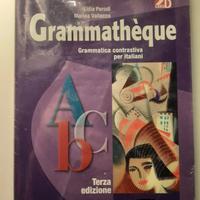 Lidia Parodi
Marina Vallacco
Grammathèque
Grammatica contrastiva
per italiani
A
b
C
Terza
edizione